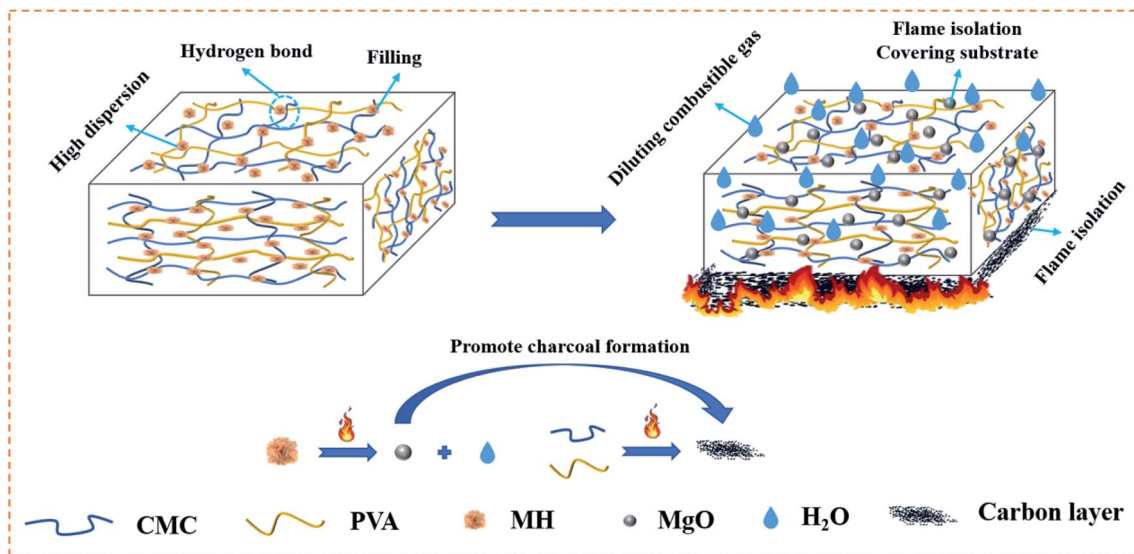 Hydrogen bond
Filling
High dispersion
Flame isolation
Covering substrate
Diluting combustible gas
Flame isolation
Promote charcoal formation
CMC
PVA
MH
MgO
H₂O
Carbon layer